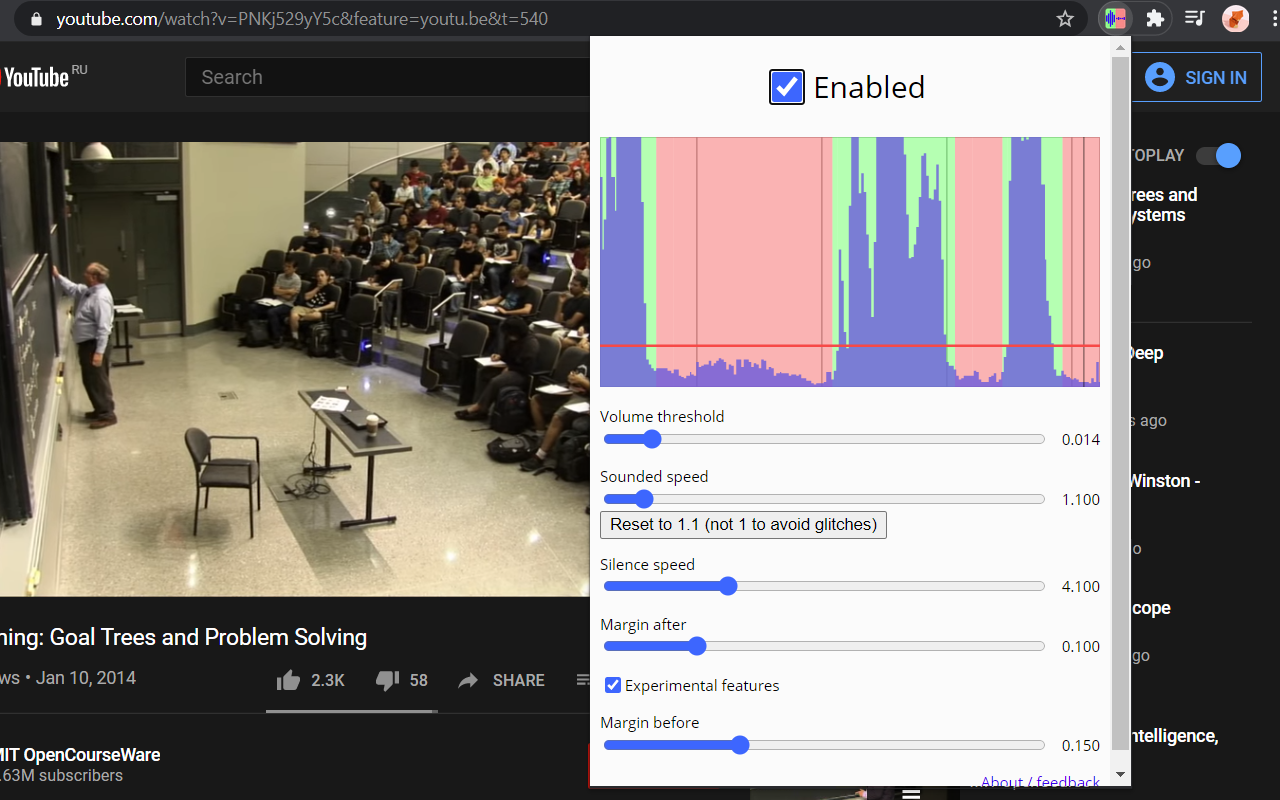 youtube.com/watch?v=PNKj529yY5c&feature=youtu.be&t=540
YouTube RU
Search
SIGN IN
Enabled
TOPLAY
rees and
ystems
go
Deep
s ago
Winston -
o
cope
go
ntelligence,
Volume threshold
0.014
Sounded speed
1.100
Reset to 1.1 (not 1 to avoid glitches)
Silence speed
4.100
Margin after
0.100
Experimental features
Margin before
0.150
About / feedback
ning: Goal Trees and Problem Solving
ws • Jan 10, 2014
2.3K
58
SHARE
MIT OpenCourseWare
.63M subscribers